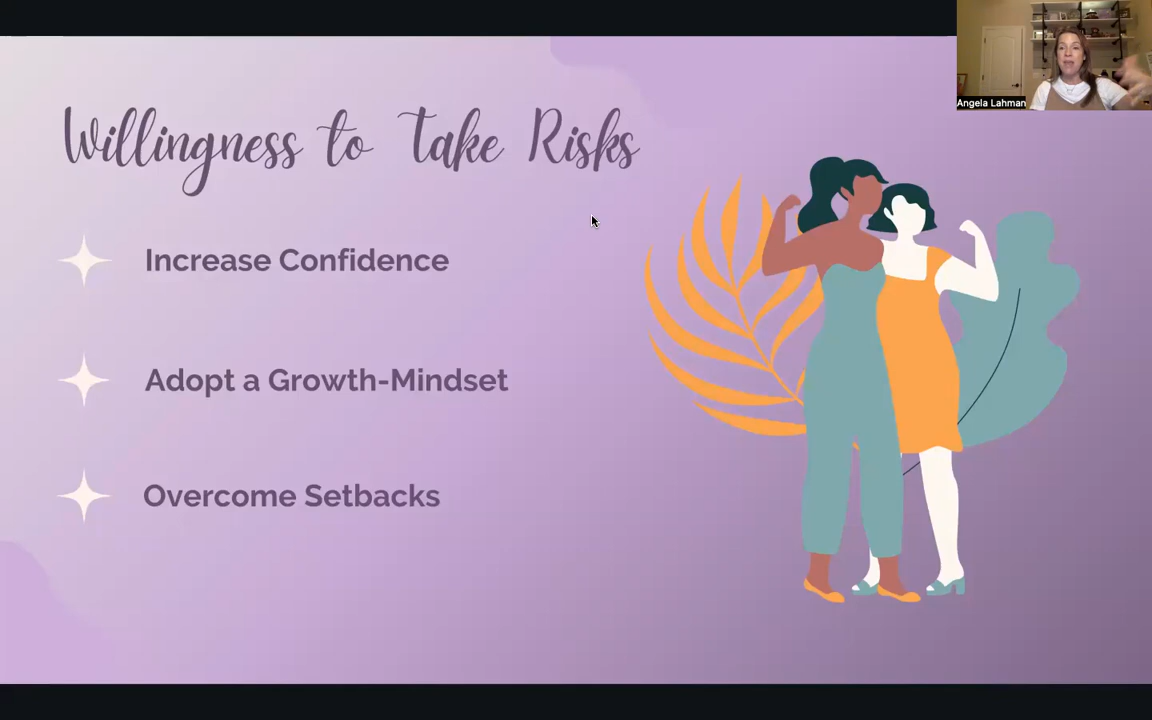 Angela Lahman
Willingness to Take Risks
Increase Confidence
Adopt a Growth-Mindset
Overcome Setbacks